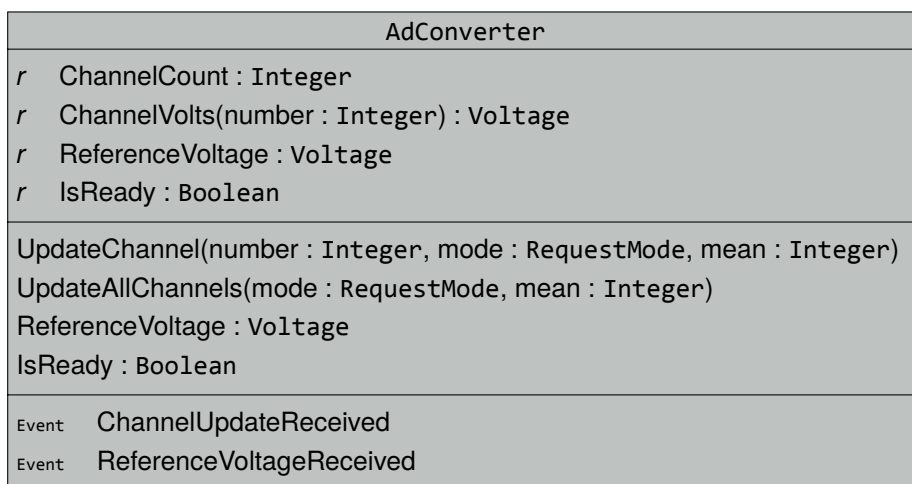 AdConverter
r ChannelCount : Integer
r ChannelVolts(number : Integer) : Voltage
r ReferenceVoltage : Voltage
r IsReady : Boolean
UpdateChannel(number : Integer, mode : RequestMode, mean : Integer)
UpdateAllChannels(mode : RequestMode, mean : Integer)
ReferenceVoltage : Voltage
IsReady : Boolean
Event ChannelUpdateReceived
Event ReferenceVoltageReceived